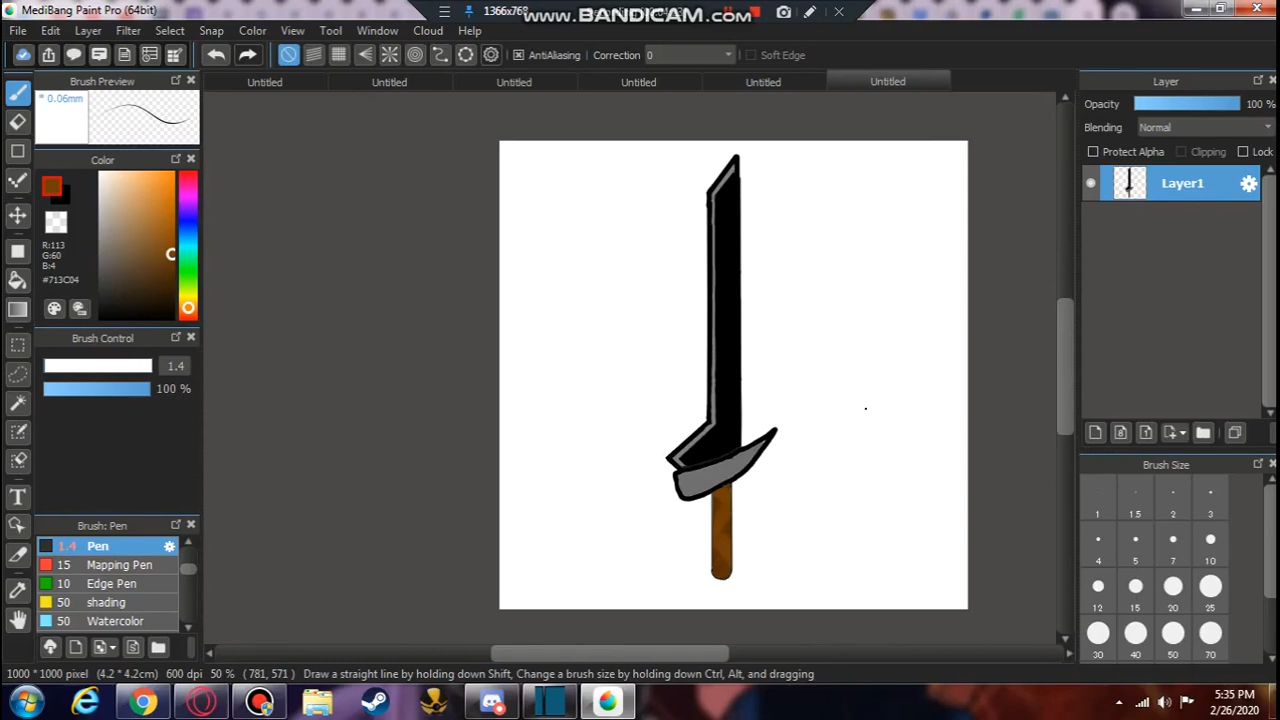 MediBang Paint Pro (64bit)
1366x768
www.BANDICAM.com
File Edit Layer Filter Select Snap Color View Tool Window Cloud Help
AntiAliasing Correction 0 Soft Edge
Brush Preview
Untitled Untitled Untitled Untitled Untitled Untitled
Layer
* 0.06mm
Opacity 100 %
Blending Normal
Protect Alpha Clipping Lock
Color
Layer1
R:113
G:60
B:4
#713C04
Brush Control
1.4
100 %
Brush Size
1 1.5 2 3
4 5 7 10
12 15 20 25
30 40 50 70
Brush: Pen
1.4 Pen
15 Mapping Pen
10 Edge Pen
50 shading
50 Watercolor
1000 * 1000 pixel (4.2 * 4.2cm) 600 dpi 50 % (781, 571) Draw a straight line by holding down Shift, Change a brush size by holding down Ctrl, Alt, and dragging
5:35 PM
2/26/2020